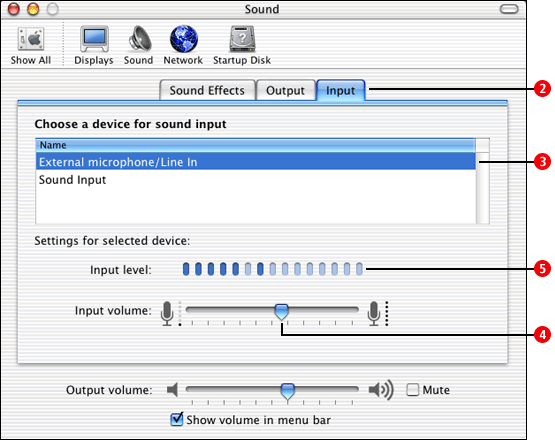 Sound
Show All Displays Sound Network Startup Disk
Sound Effects Output Input 2
Choose a device for sound input
Name
External microphone/Line In 3
Sound Input
Settings for selected device:
Input level: 5
Input volume:
4
Output volume: Mute
Show volume in menu bar